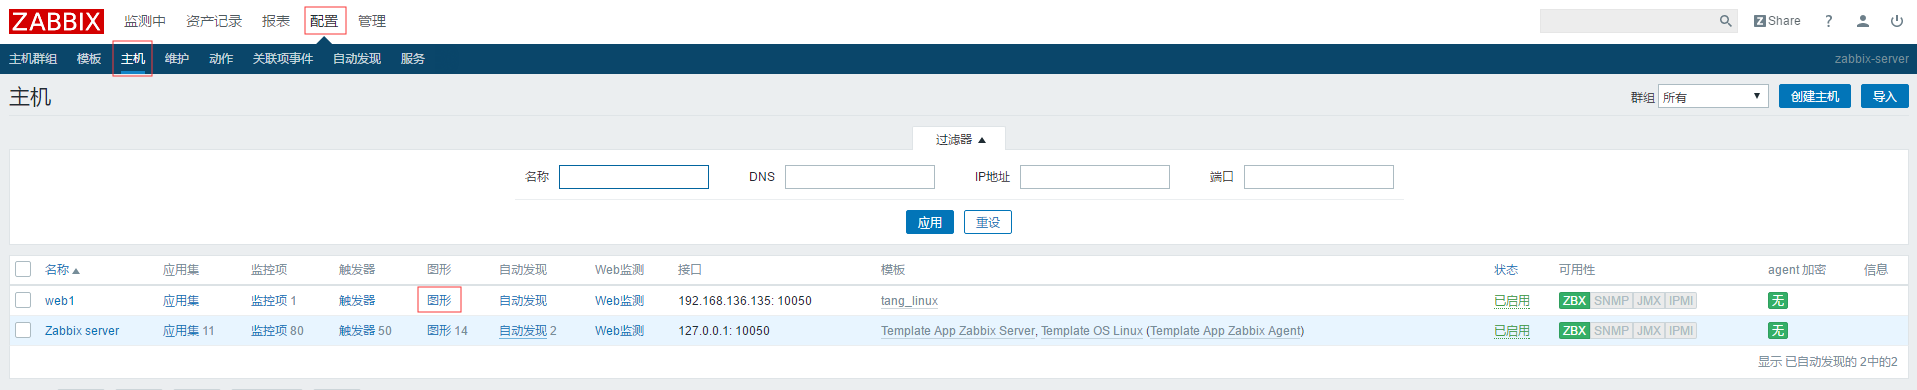 ZABBIX 监测中 资产记录 报表 配置 管理 Z Share ?
主机群组 模板 主机 维护 动作 关联项事件 自动发现 服务 zabbix-server
主机 群组 所有 创建主机 导入
过滤器
名称 DNS IP地址 端口
应用 重设
名称 应用集 监控项 触发器 图形 自动发现 Web监测 接口 模板 状态 可用性 agent 加密 信息
web1 应用集 监控项 1 触发器 图形 自动发现 Web监测 192.168.136.135: 10050 tang_linux 已启用 ZBX SNMP JMX IPMI 无
Zabbix server 应用集 11 监控项 80 触发器 50 图形 14 自动发现 2 Web监测 127.0.0.1: 10050 Template App Zabbix Server, Template OS Linux (Template App Zabbix Agent) 已启用 ZBX SNMP JMX IPMI 无
显示 已自动发现的 2中的2